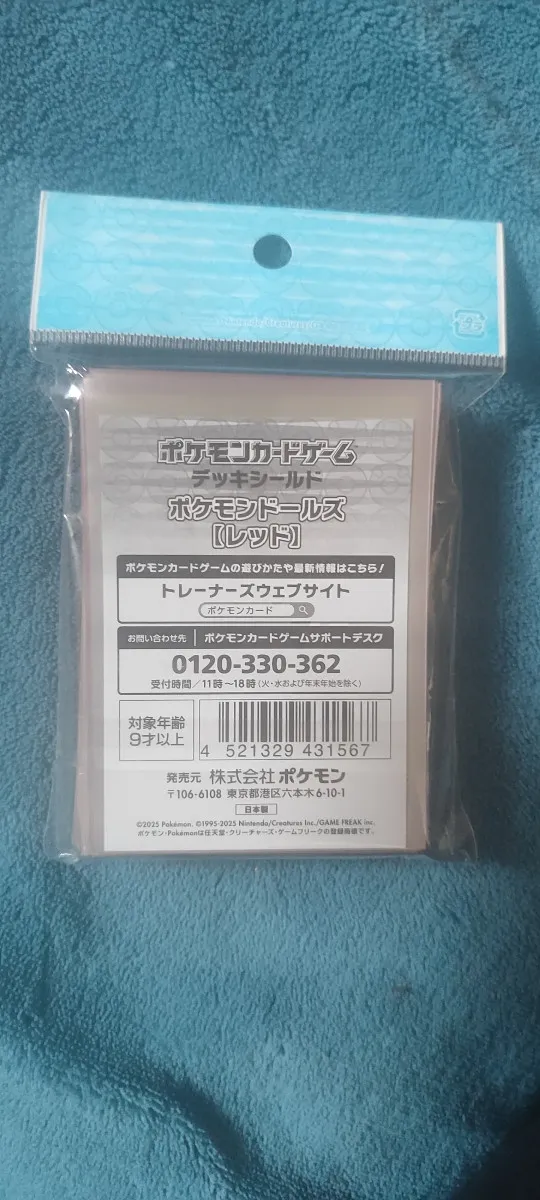 ポケモンカードゲーム
デッキシールド
ポケモンドールズ
【レッド】
ポケモンカードゲームの遊びかたや最新情報はこちら!
トレーナーズウェブサイト
ポケモンカード
お問い合わせ先 ポケモンカードゲームサポートデスク
0120-330-362
受付時間/11時~18時(火・水および年末年始を除く)
対象年齢
9才以上
4 521329 431567
発売元 株式会社ポケモン
〒106-6108 東京都港区六本木6-10-1
日本製
©2025 Pokémon. ©1995-2025 Nintendo/Creatures Inc./GAME FREAK inc.
ポケモン・Pokémonは任天堂・クリーチャーズ・ゲームフリークの登録商標です。